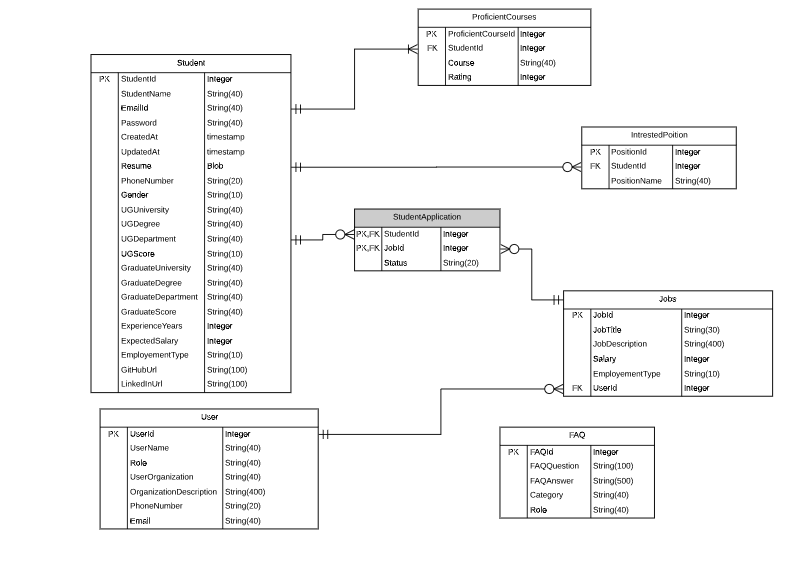 ProficientCourses
PK ProficientCourseId Integer
FK StudentId Integer
Course String(40)
Rating Integer
Student
PK StudentId Integer
StudentName String(40)
EmailId String(40)
Password String(40)
CreatedAt timestamp
UpdatedAt timestamp
Resume Blob
PhoneNumber String(20)
Gender String(10)
UGUniversity String(40)
UGDegree String(40)
UGDepartment String(40)
UGScore String(10)
GraduateUniversity String(40)
GraduateDegree String(40)
GraduateDepartment String(40)
GraduateScore String(40)
ExperienceYears Integer
ExpectedSalary Integer
EmployementType String(10)
GitHubUrl String(100)
LinkedInUrl String(100)
IntrestedPoition
PK PositionId Integer
FK StudentId Integer
PositionName String(40)
StudentApplication
PK,FK StudentId Integer
PK,FK JobId Integer
Status String(20)
Jobs
PK JobId Integer
JobTitle String(30)
JobDescription String(400)
Salary Integer
EmployementType String(10)
FK UserId Integer
User
PK UserId Integer
UserName String(40)
Role String(40)
UserOrganization String(40)
OrganizationDescription String(400)
PhoneNumber String(20)
Email String(40)
FAQ
PK FAQId Integer
FAQQuestion String(100)
FAQAnswer String(500)
Category String(40)
Role String(40)